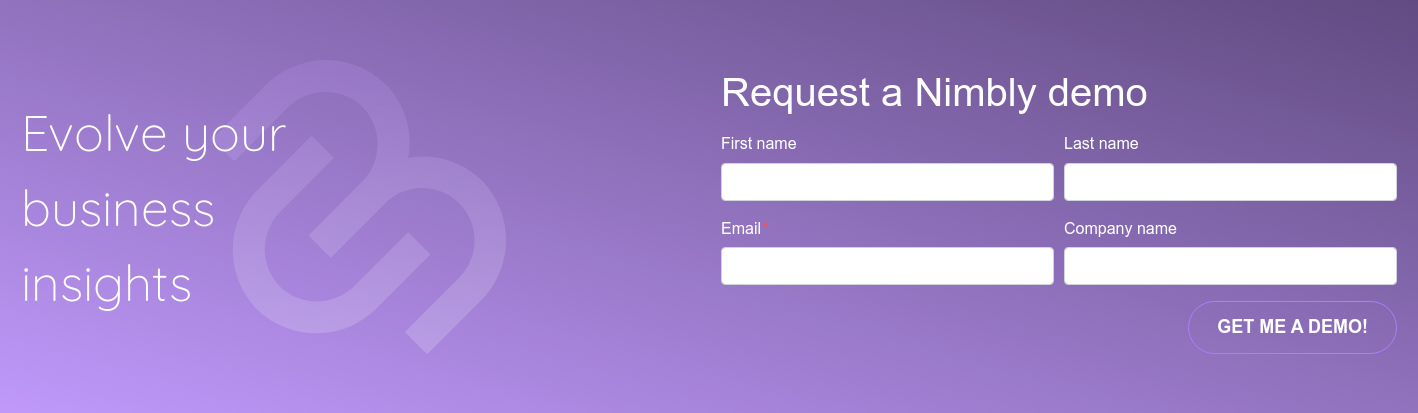 Evolve your
business
insights
Request a Nimbly demo
First name
Last name
Email*
Company name
GET ME A DEMO!